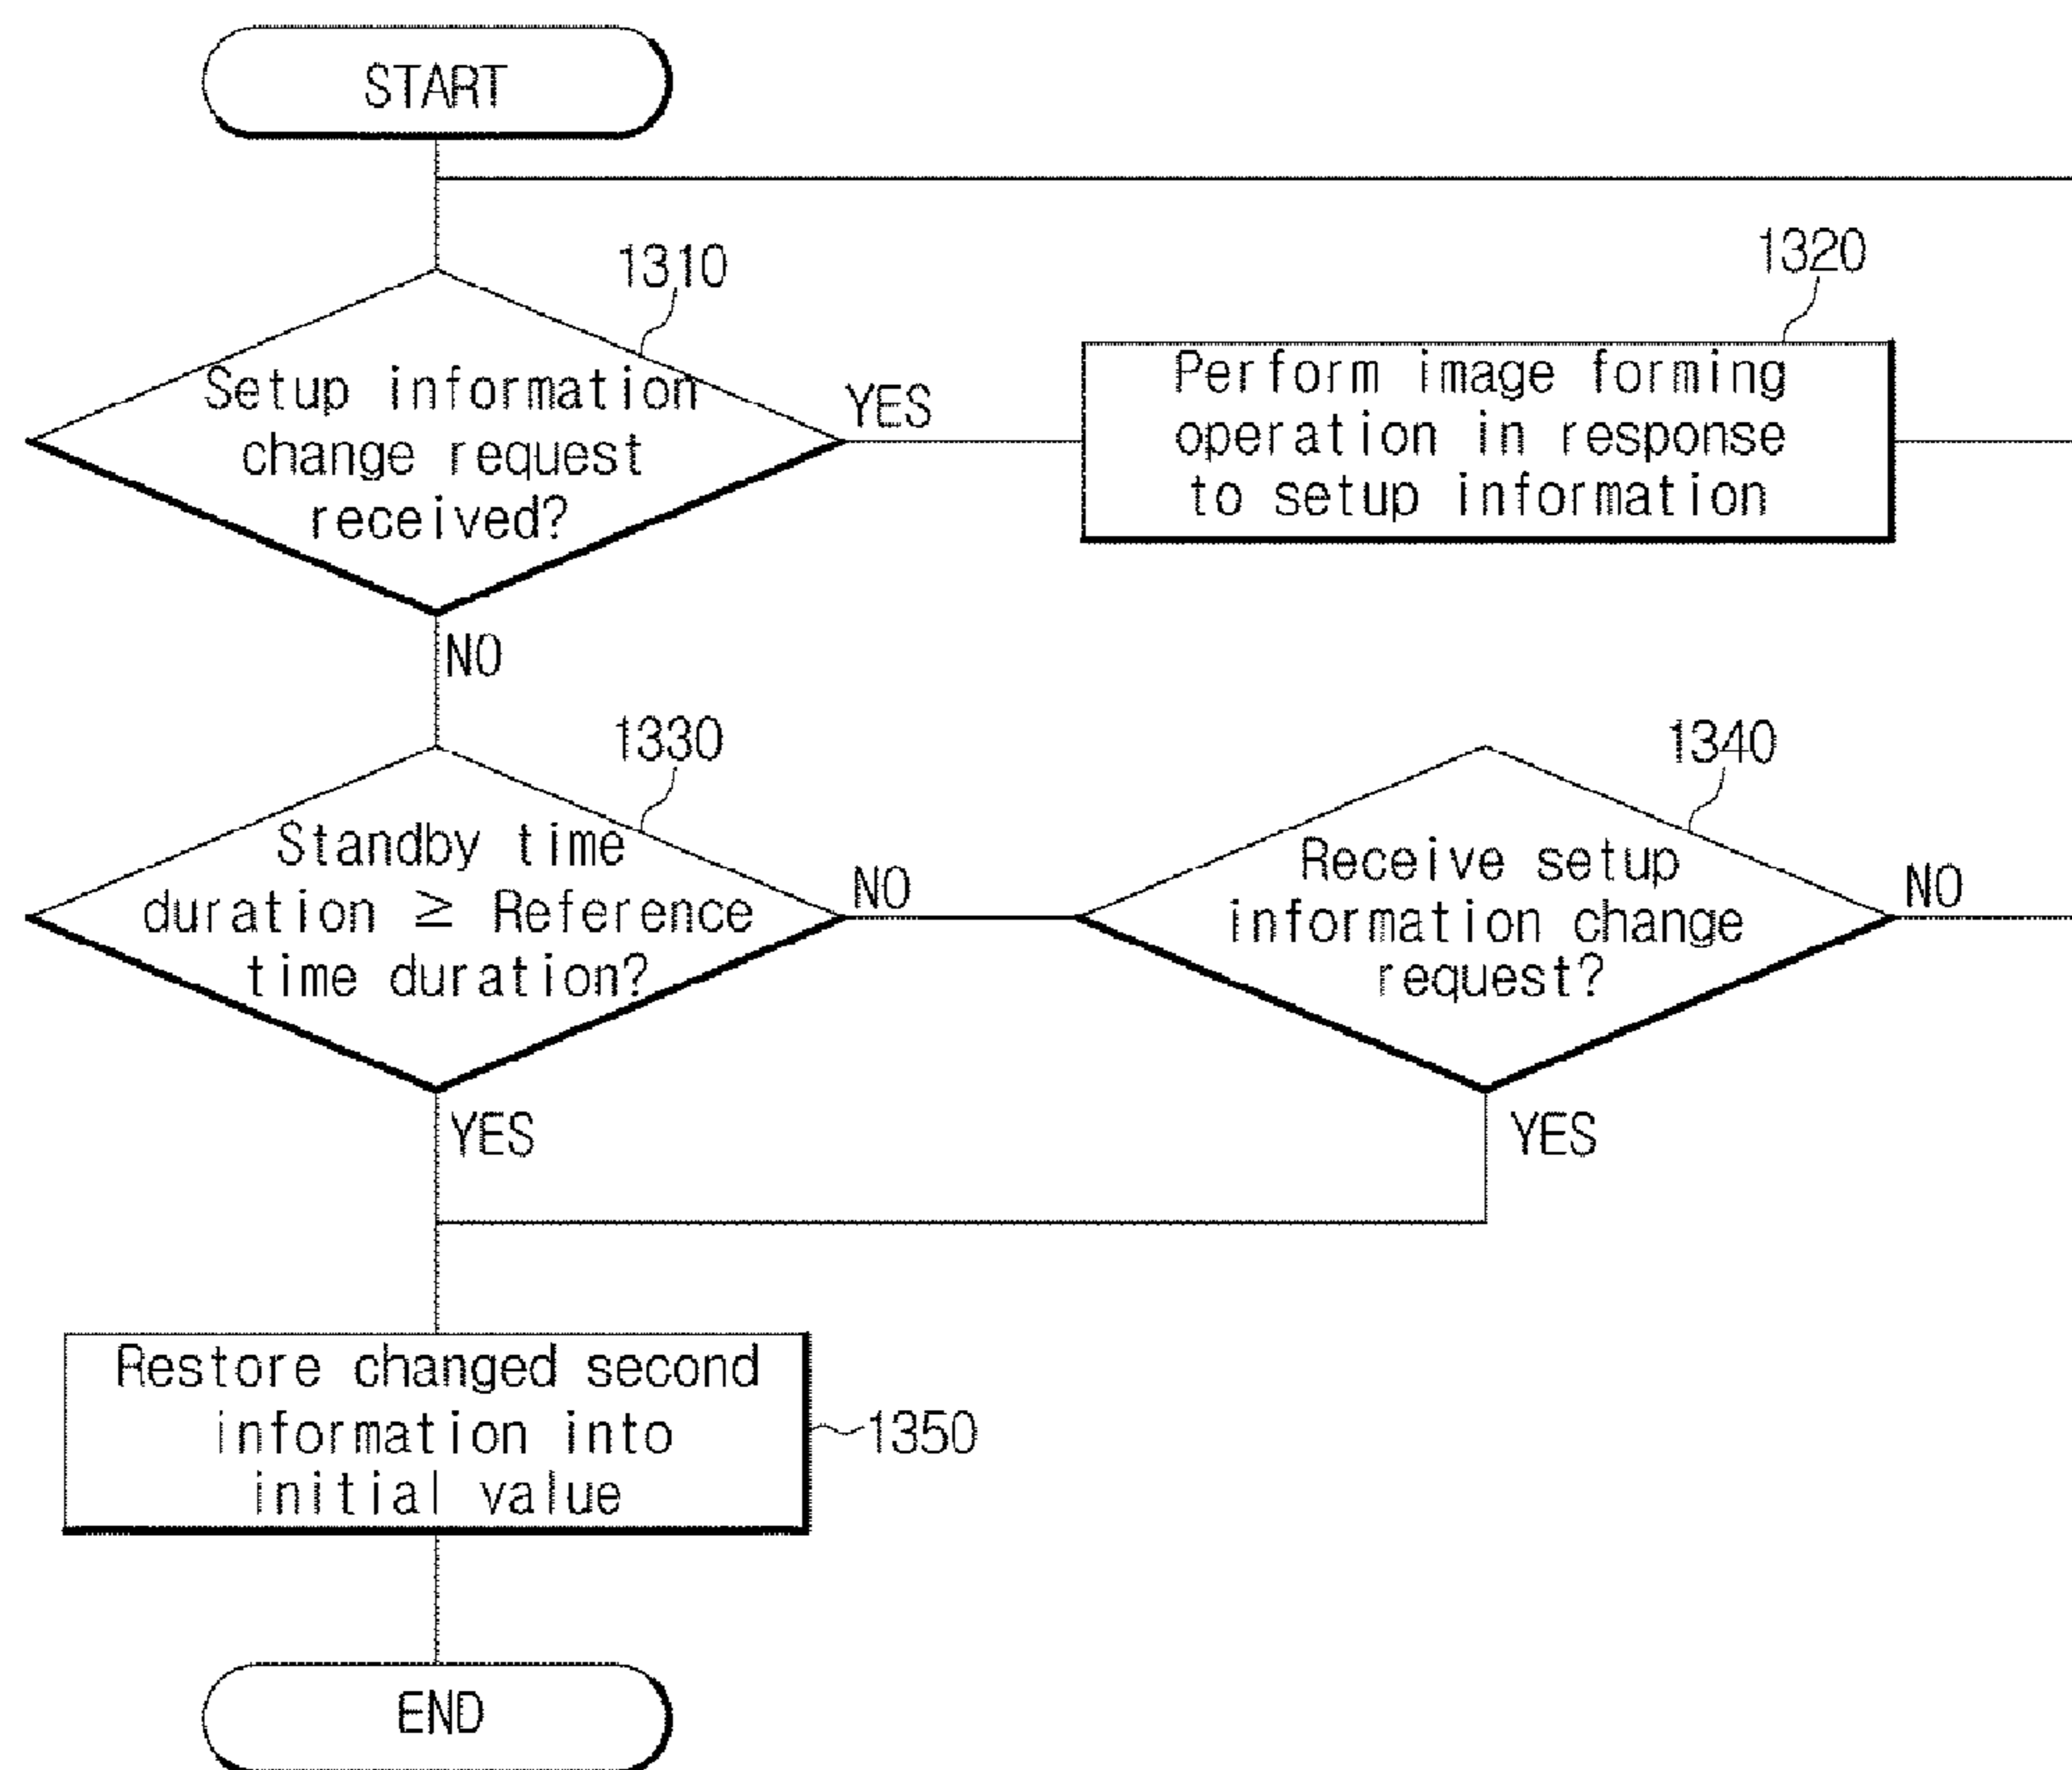 START
1310
Setup information
change request
received?
YES
1320
Perform image forming
operation in response
to setup information
NO
1330
Standby time
duration ≥ Reference
time duration?
NO
1340
Receive setup
information change
request?
NO
YES
YES
Restore changed second
information into
initial value
1350
END